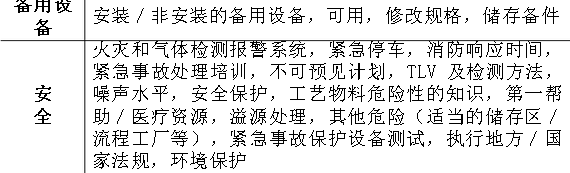 备用设备
安装／非安装的备用设备，可用，修改规格，储存备件
安全
火灾和气体检测报警系统，紧急停车，消防响应时间，
紧急事故处理培训，不可预见计划，TLV 及检测方法，
噪声水平，安全保护，工艺物料危险性的知识，第一帮
助／医疗资源，溢源处理，其他危险（适当的储存区／
流程工厂等），紧急事故保护设备测试，执行地方／国
家法规，环境保护